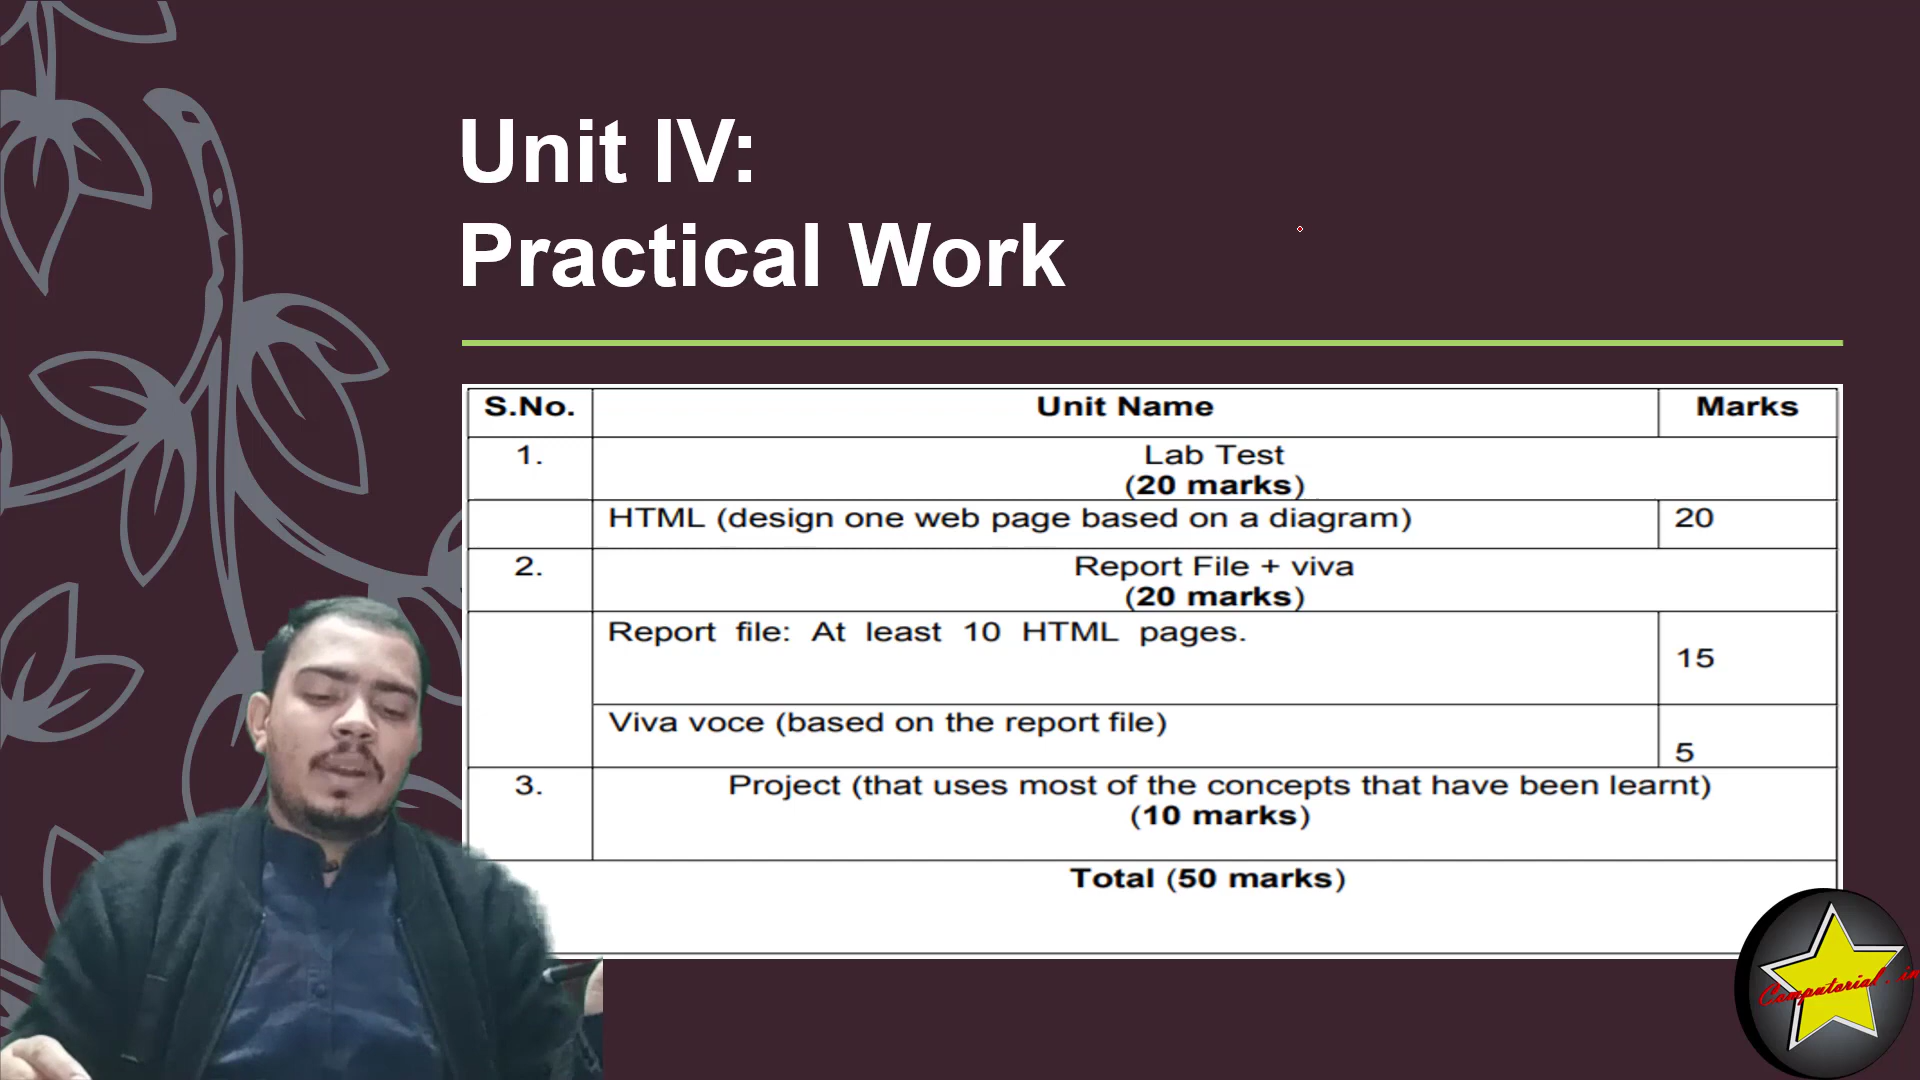 Unit IV:
Practical Work
S.No. Unit Name Marks
1. Lab Test
(20 marks)
HTML (design one web page based on a diagram) 20
2. Report File + viva
(20 marks)
Report file: At least 10 HTML pages.
15
Viva voce (based on the report file)
5
3. Project (that uses most of the concepts that have been learnt)
(10 marks)
Total (50 marks)
Computorial.in